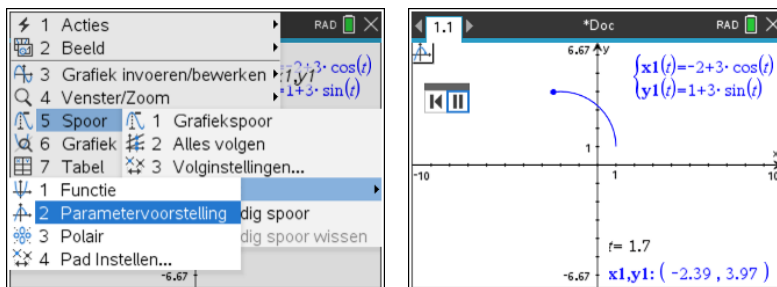 1 Acties
RAD
2 Beeld
3 Grafiek invoeren/bewerken
x1,y1
=-2+3· cos(t)
4 Venster/Zoom
=1+3· sin(t)
5 Spoor
1 Grafiekspoor
6 Grafiek
2 Alles volgen
7 Tabel
3 Volginstellingen...
1 Functie
2 Parametervoorstelling
dig spoor
3 Polair
dig spoor wissen
4 Pad Instellen...
-6.67
1.1
*Doc
RAD
6.67
y
x1(t)=-2+3· cos(t)
y1(t)=1+3· sin(t)
1
x
-10
1
10
t= 1.7
-6.67
x1,y1: ( -2.39 , 3.97 )